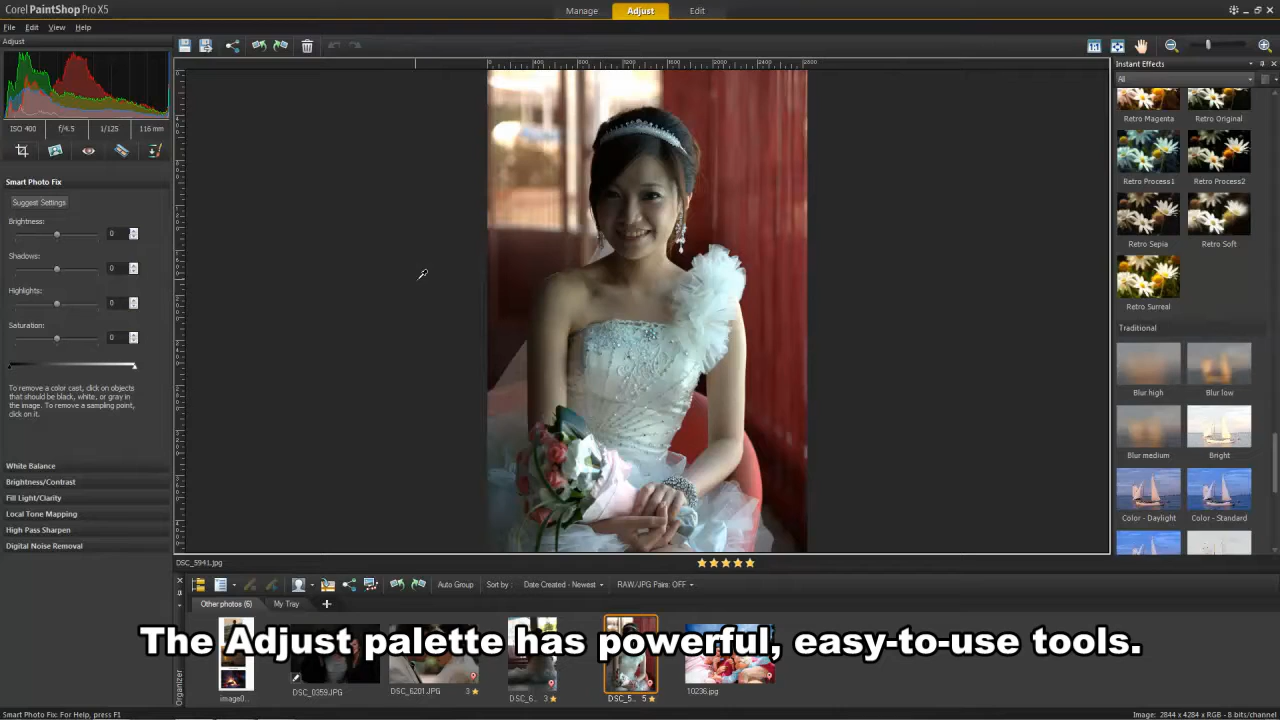 Corel PaintShop Pro X5
Manage
Adjust
Edit
File Edit View Help
Adjust
ISO 400 f/4.5 1/125 116 mm
Smart Photo Fix
Suggest Settings
Brightness:
0
Shadows:
0
Highlights:
0
Saturation:
0
To remove a color cast, click on objects
that should be black, white, or gray in
the image. To remove a sampling point,
click on it.
White Balance
Brightness/Contrast
Fill Light/Clarity
Local Tone Mapping
High Pass Sharpen
Digital Noise Removal
Instant Effects
All
Retro Magenta Retro Original
Retro Process1 Retro Process2
Retro Sepia Retro Soft
Retro Surreal
Traditional
Blur high Blur low
Blur medium Bright
Color - Daylight Color - Standard
DSC_5941.jpg
Auto Group Sort by : Date Created - Newest RAW/JPG Pairs: OFF
Other photos (6) My Tray
The Adjust palette has powerful, easy-to-use tools.
Organizer
image0... DSC_0359.JPG DSC_6201.JPG 3 DSC_6... 3 DSC_5... 5 10236.jpg
Smart Photo Fix: For Help, press F1
Image: 2844 x 4284 x RGB - 8 bits/channel